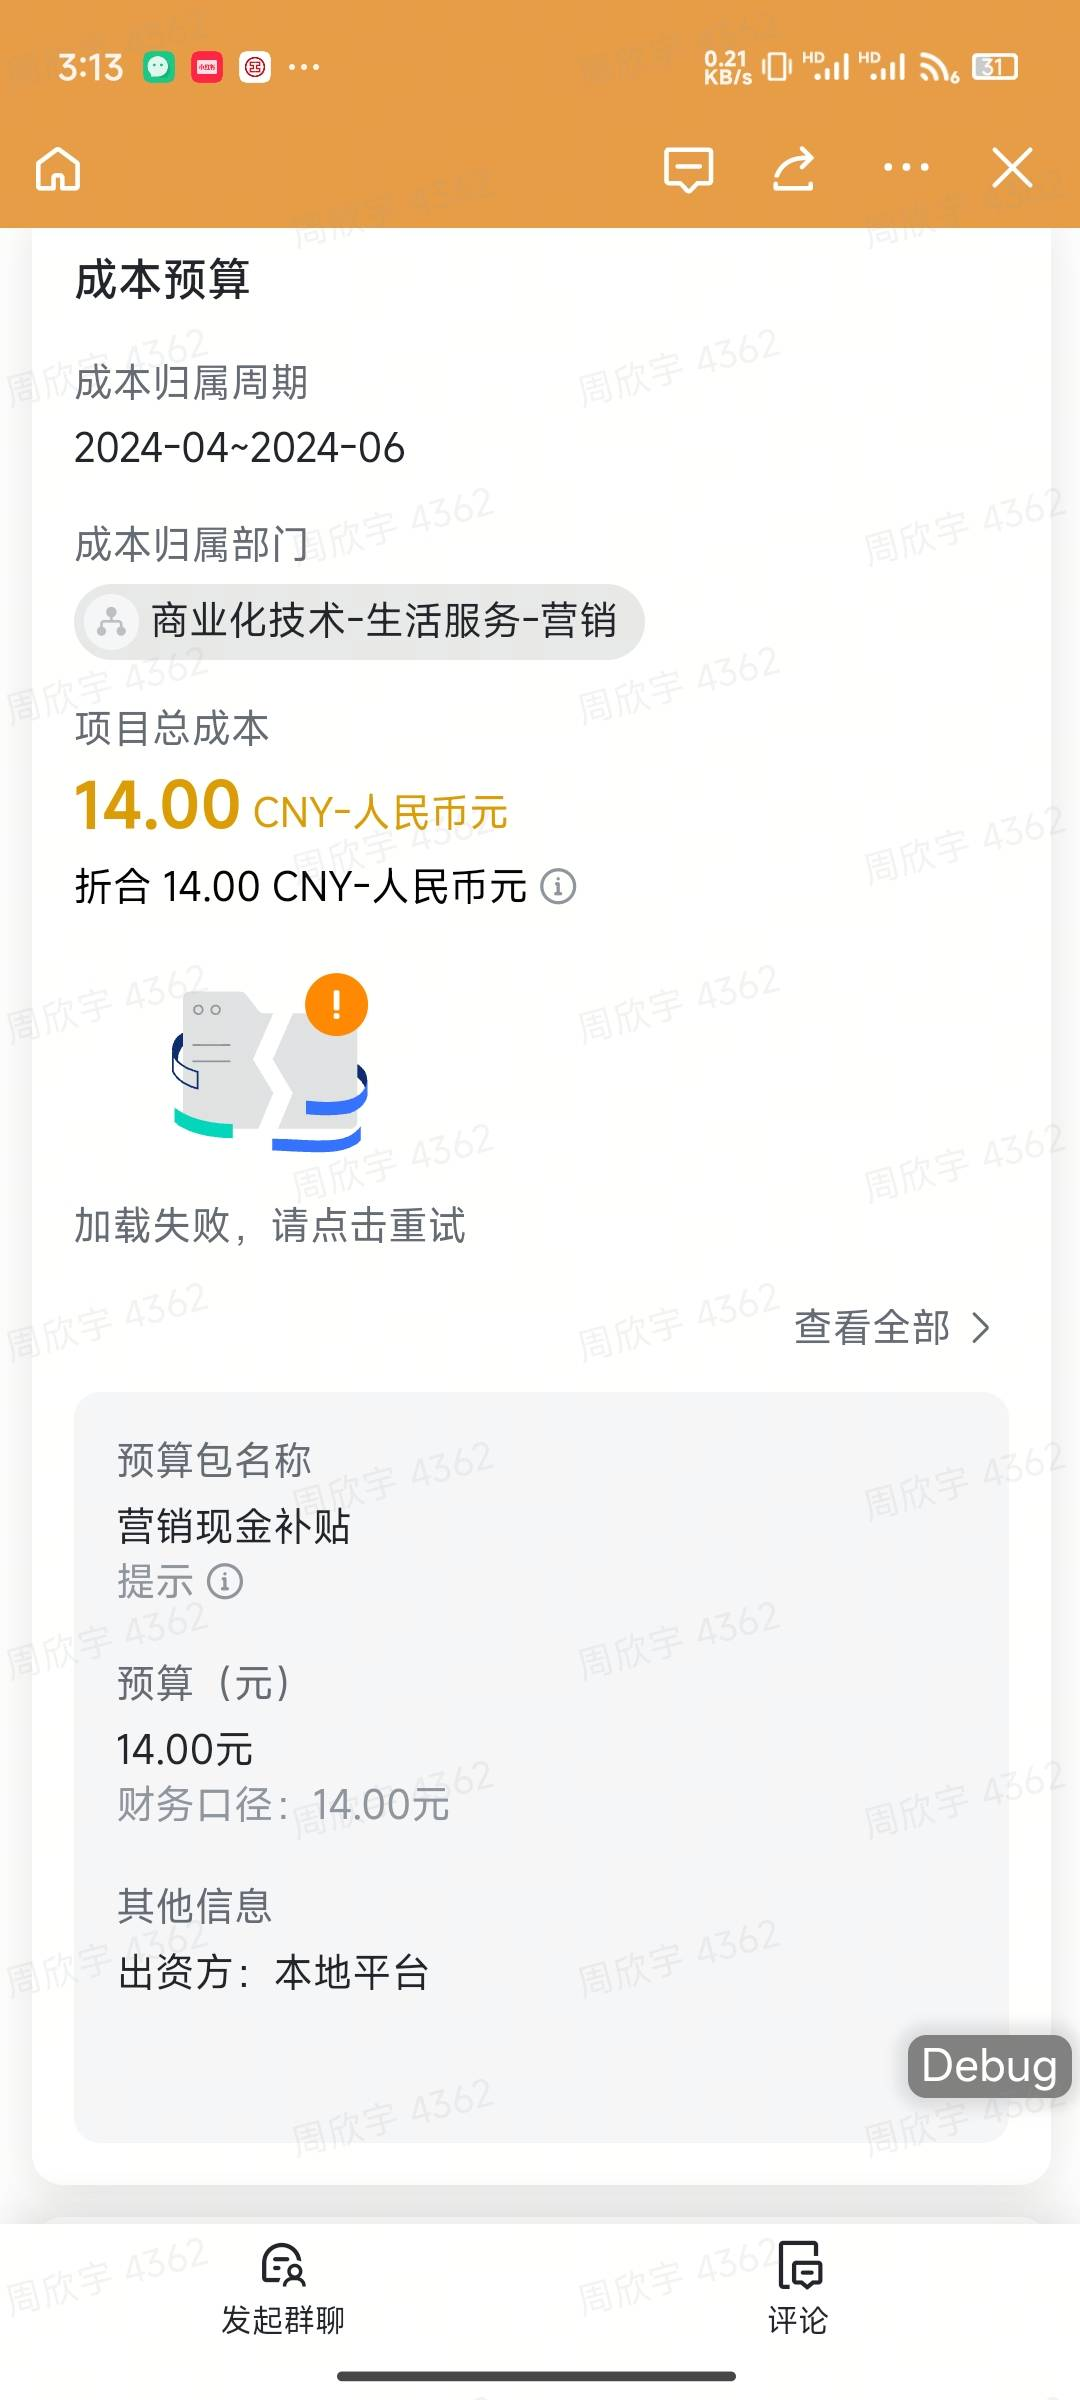 3:13
0.21
KB/s
HD
HD
6
31
成本预算
成本归属周期
2024-04~2024-06
成本归属部门
商业化技术-生活服务-营销
项目总成本
14.00 CNY-人民币元
折合 14.00 CNY-人民币元
加载失败，请点击重试
查看全部
预算包名称
营销现金补贴
提示
预算（元）
14.00元
财务口径：14.00元
其他信息
出资方：本地平台
Debug
发起群聊
评论
周欣宇 4362